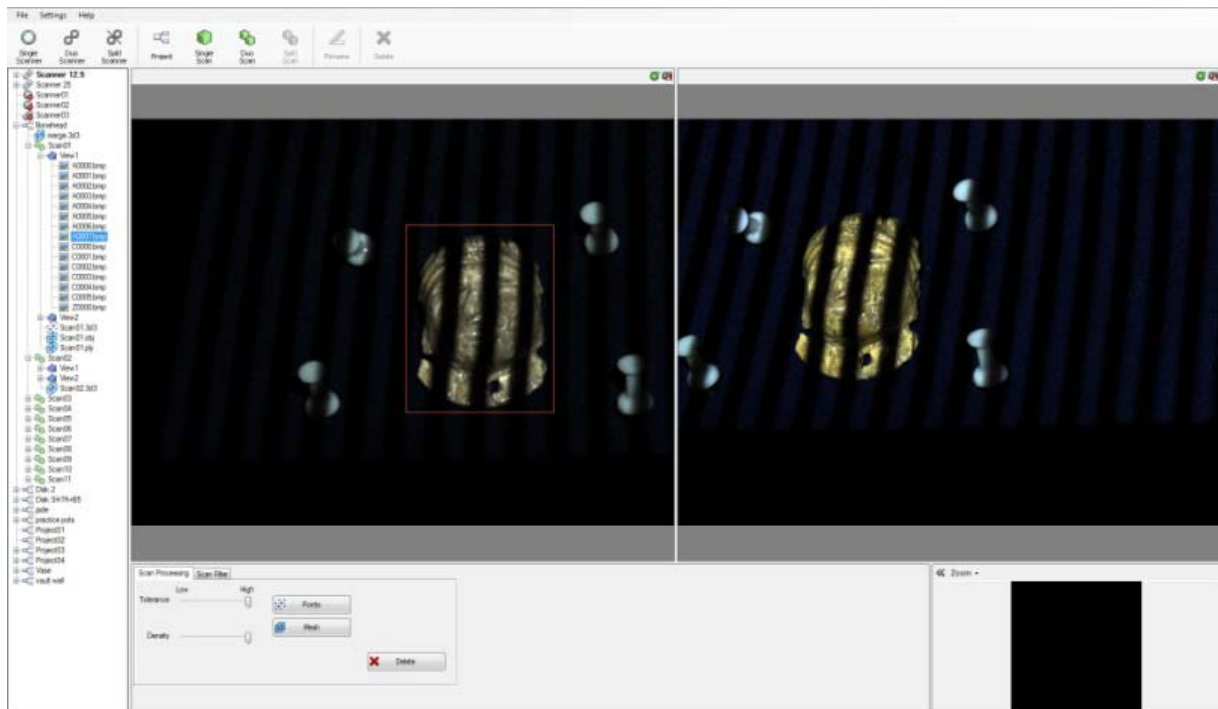 File Settings Help
Single Scanner
Duo Scanner
Split Scanner
Project
Single Scan
Duo Scan
Split Scan
Rename
Delete
Scanner 12.5
Scanner 25
Scanner01
Scanner02
Scanner03
Bonehead
merge.3d3
Scan01
View1
A0000.bmp
A0001.bmp
A0002.bmp
A0003.bmp
A0004.bmp
A0005.bmp
A0006.bmp
A0007.bmp
C0000.bmp
C0001.bmp
C0002.bmp
C0003.bmp
C0004.bmp
C0005.bmp
Z0000.bmp
View2
Scan01.3d3
Scan01.obj
Scan01.ply
Scan02
View1
View2
Scan02.3d3
Scan03
Scan04
Scan05
Scan06
Scan07
Scan08
Scan09
Scan10
Scan11
Disk 2
Disk
practice pots
Project01
Project02
Project03
Project04
Vase
vault wall
Scan Processing Scan Filter
Low High
Tolerance
Points
Mesh
Density
Delete
Zoom